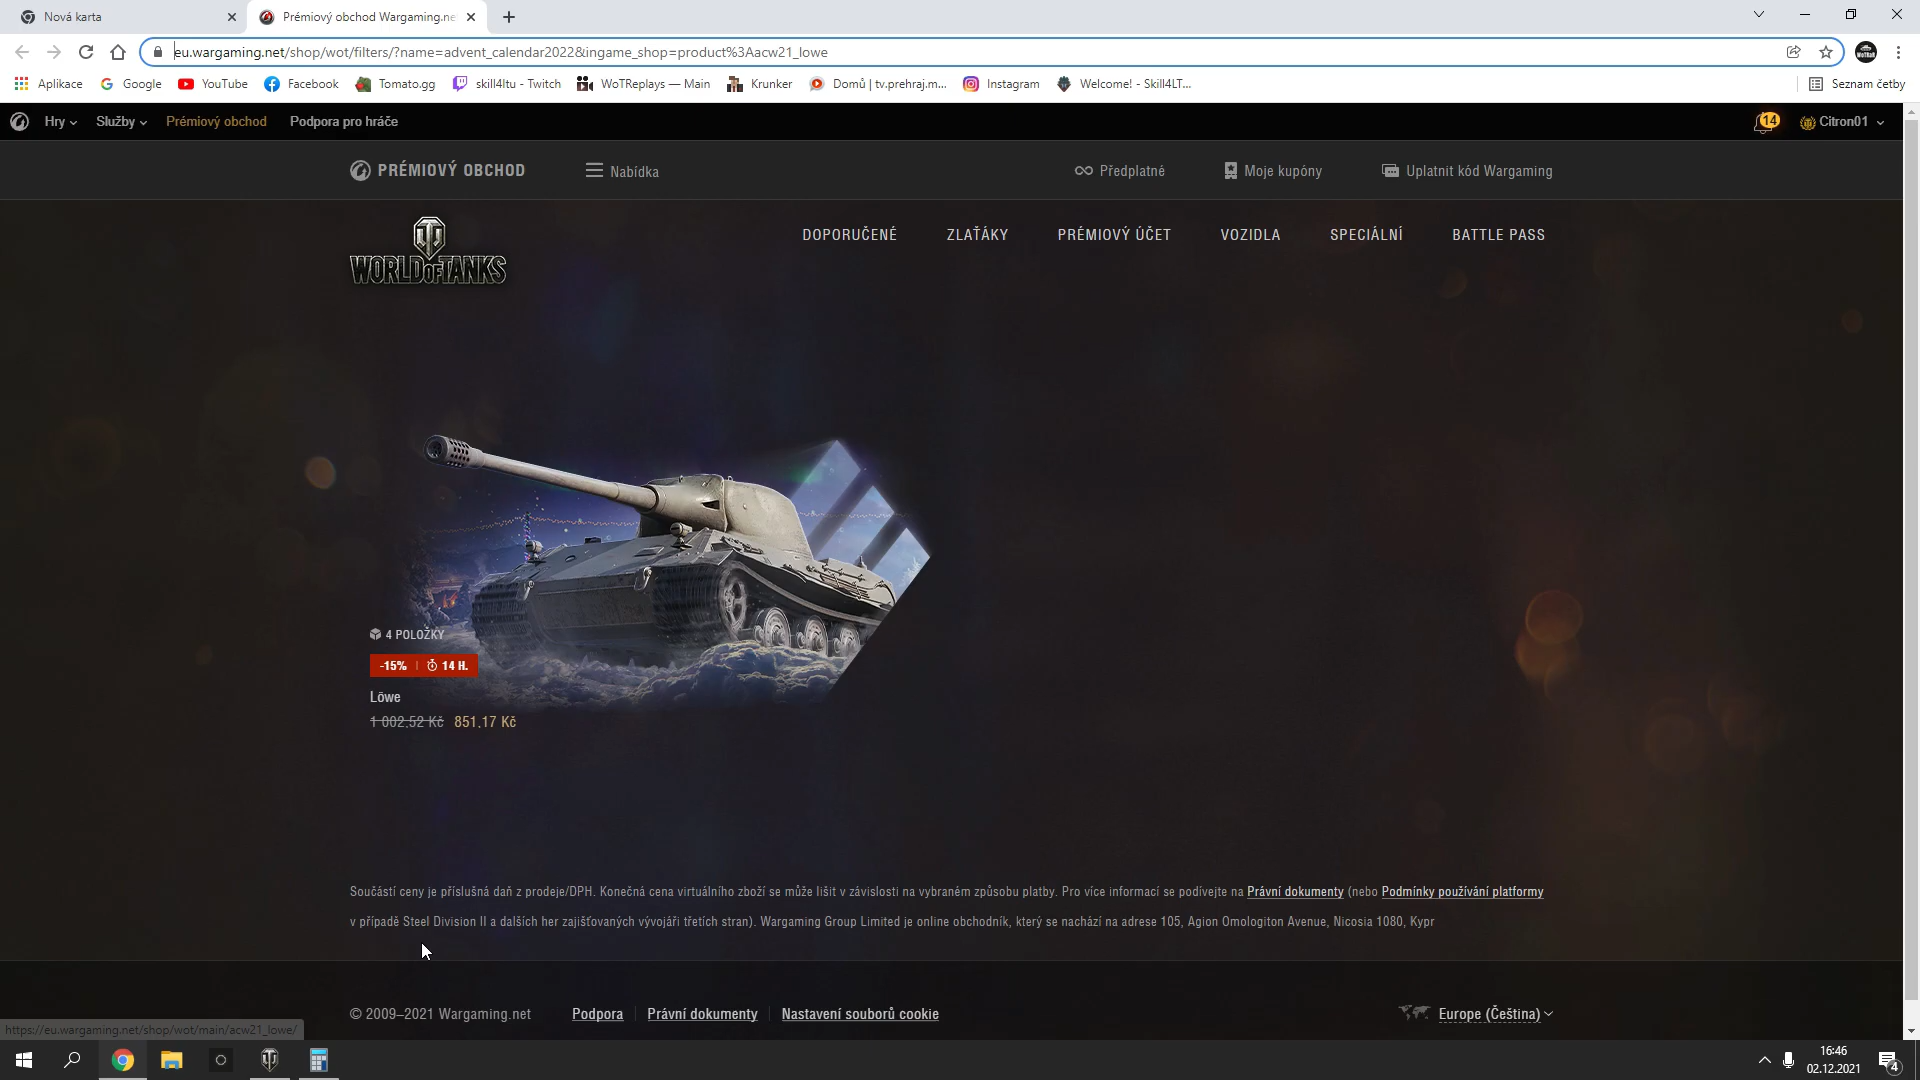 Nová karta
Prémiový obchod Wargaming.ne
eu.wargaming.net/shop/wot/filters/?name=advent_calendar2022&ingame_shop=product%3Aacw21_lowe
Aplikace
Google
YouTube
Facebook
Tomato.gg
skill4ltu - Twitch
WoTReplays — Main
Krunker
Domů | tv.prehraj.m...
Instagram
Welcome! - Skill4LT...
Seznam četby
Hry
Služby
Prémiový obchod
Podpora pro hráče
14
Citron01
PRÉMIOVÝ OBCHOD
Nabídka
Předplatné
Moje kupóny
Uplatnit kód Wargaming
WORLD OF TANKS
DOPORUČENÉ
ZLAŤÁKY
PRÉMIOVÝ ÚČET
VOZIDLA
SPECIÁLNÍ
BATTLE PASS
4 POLOŽKY
-15% | 14 H.
Löwe
1 002,52 Kč 851,17 Kč
Součástí ceny je příslušná daň z prodeje/DPH. Konečná cena virtuálního zboží se může lišit v závislosti na vybraném způsobu platby. Pro více informací se podívejte na Právní dokumenty (nebo Podmínky používání platformy
v případě Steel Division II a dalších her zajišťovaných vývojáři třetích stran). Wargaming Group Limited je online obchodník, který se nachází na adrese 105, Agion Omologiton Avenue, Nicosia 1080, Kypr
© 2009–2021 Wargaming.net
Podpora
Právní dokumenty
Nastavení souborů cookie
Europe (Čeština)
https://eu.wargaming.net/shop/wot/main/acw21_lowe/
16:46
02.12.2021
4